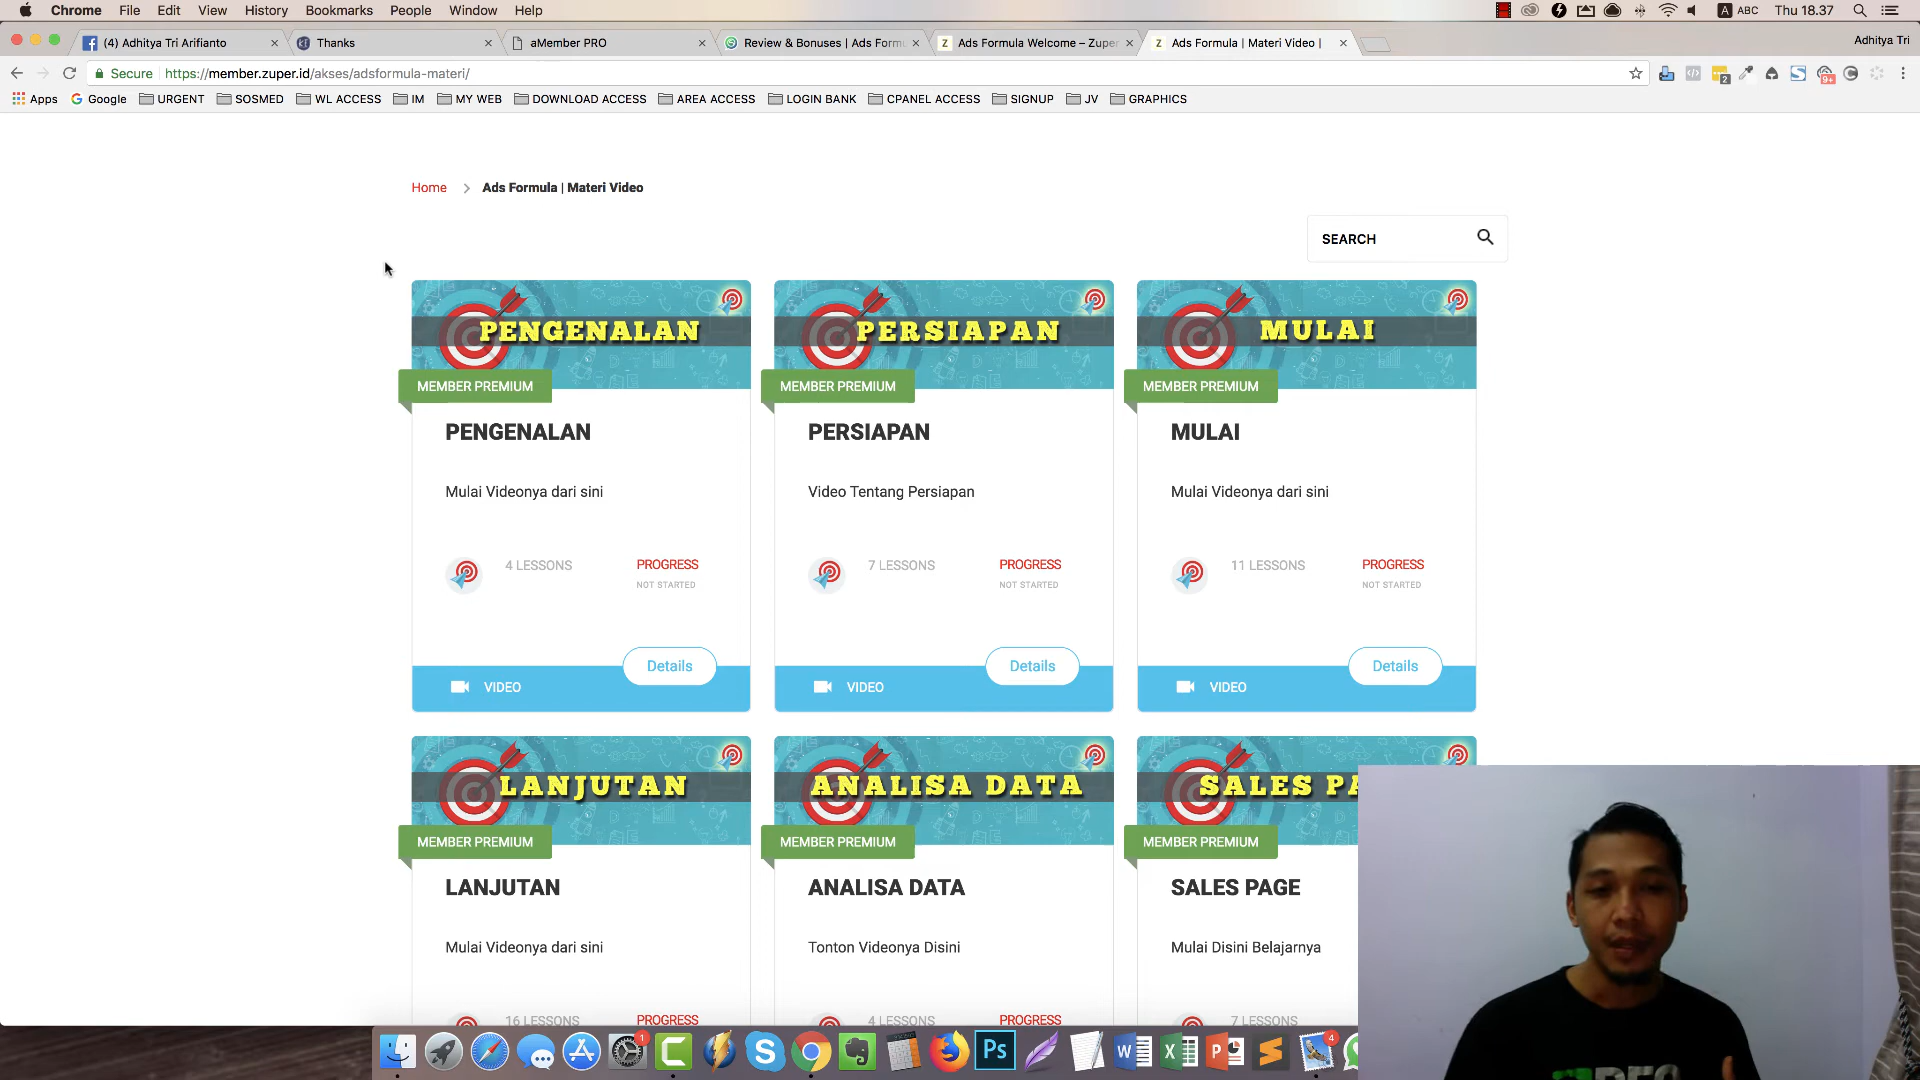 Chrome File Edit View History Bookmarks People Window Help ABC Thu 18.37
(4) Adhitya Tri Arifianto Thanks aMember PRO Review & Bonuses | Ads Form Ads Formula Welcome – Zuper Ads Formula | Materi Video | Adhitya Tri
Secure https://member.zuper.id/akses/adsformula-materi/
Apps Google URGENT SOSMED WL ACCESS IM MY WEB DOWNLOAD ACCESS AREA ACCESS LOGIN BANK CPANEL ACCESS SIGNUP JV GRAPHICS
Home > Ads Formula | Materi Video
SEARCH
PENGENALAN PERSIAPAN MULAI
MEMBER PREMIUM MEMBER PREMIUM MEMBER PREMIUM
PENGENALAN PERSIAPAN MULAI
Mulai Videonya dari sini Video Tentang Persiapan Mulai Videonya dari sini
4 LESSONS PROGRESS 7 LESSONS PROGRESS 11 LESSONS PROGRESS
NOT STARTED NOT STARTED NOT STARTED
Details Details Details
VIDEO VIDEO VIDEO
LANJUTAN ANALISA DATA SALES PA
MEMBER PREMIUM MEMBER PREMIUM MEMBER PREMIUM
LANJUTAN ANALISA DATA SALES PAGE
Mulai Videonya dari sini Tonton Videonya Disini Mulai Disini Belajarnya
16 LESSONS PROGRESS 4 LESSONS PROGRESS 7 LESSONS